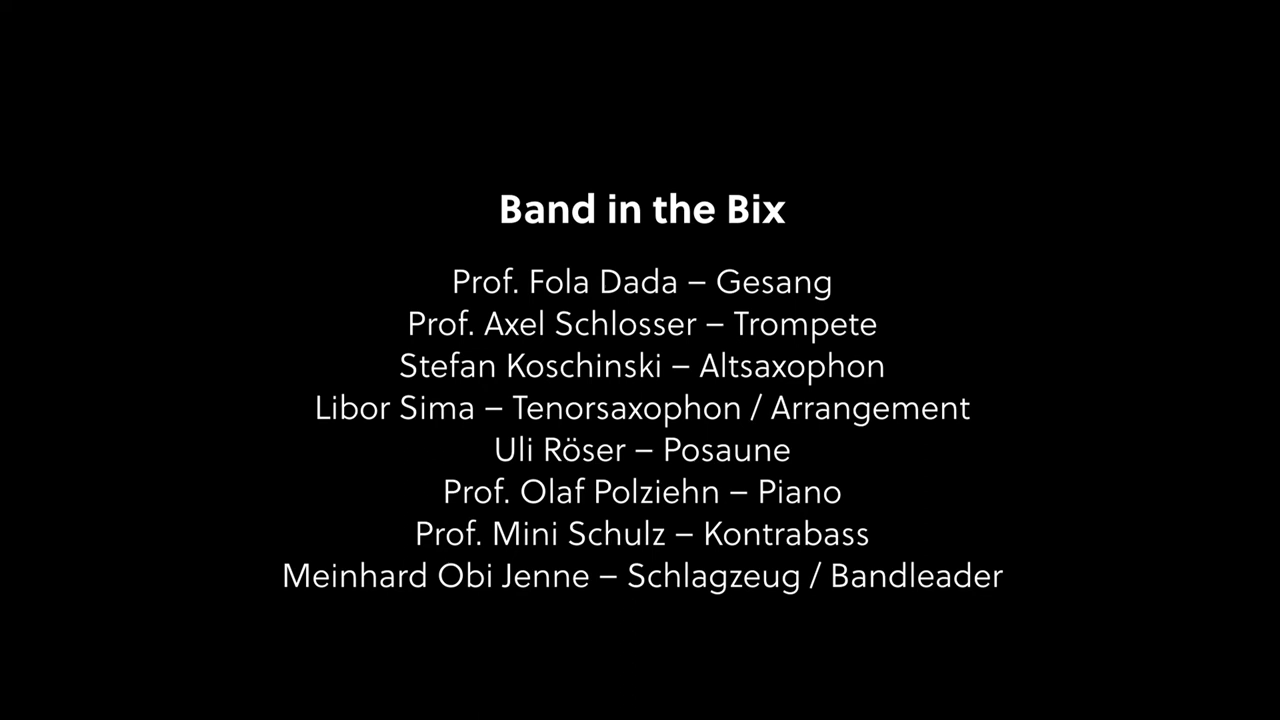 Band in the Bix
Prof. Fola Dada – Gesang
Prof. Axel Schlosser – Trompete
Stefan Koschinski – Altsaxophon
Libor Sima – Tenorsaxophon / Arrangement
Uli Röser – Posaune
Prof. Olaf Polziehn – Piano
Prof. Mini Schulz – Kontrabass
Meinhard Obi Jenne – Schlagzeug / Bandleader